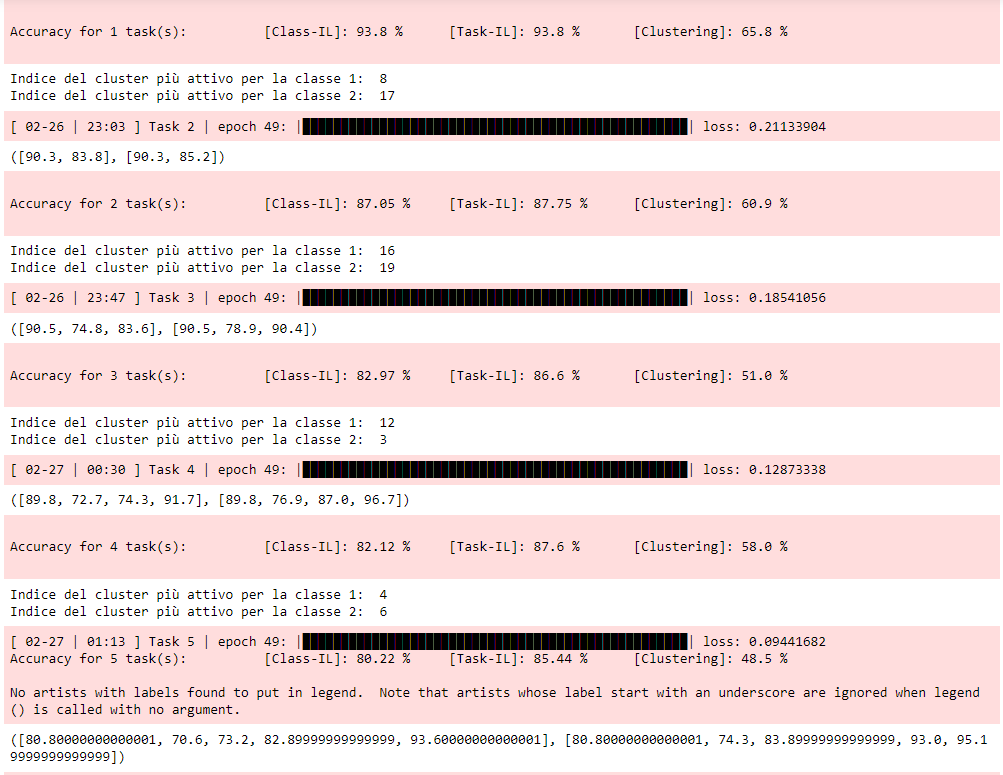 Accuracy for 1 task(s): [Class-IL]: 93.8 % [Task-IL]: 93.8 % [Clustering]: 65.8 %
Indice del cluster più attivo per la classe 1: 8
Indice del cluster più attivo per la classe 2: 17
[ 02-26 | 23:03 ] Task 2 | epoch 49: |████████████████████████████████████████████████| loss: 0.21133904
([90.3, 83.8], [90.3, 85.2])
Accuracy for 2 task(s): [Class-IL]: 87.05 % [Task-IL]: 87.75 % [Clustering]: 60.9 %
Indice del cluster più attivo per la classe 1: 16
Indice del cluster più attivo per la classe 2: 19
[ 02-26 | 23:47 ] Task 3 | epoch 49: |████████████████████████████████████████████████| loss: 0.18541056
([90.5, 74.8, 83.6], [90.5, 78.9, 90.4])
Accuracy for 3 task(s): [Class-IL]: 82.97 % [Task-IL]: 86.6 % [Clustering]: 51.0 %
Indice del cluster più attivo per la classe 1: 12
Indice del cluster più attivo per la classe 2: 3
[ 02-27 | 00:30 ] Task 4 | epoch 49: |████████████████████████████████████████████████| loss: 0.12873338
([89.8, 72.7, 74.3, 91.7], [89.8, 76.9, 87.0, 96.7])
Accuracy for 4 task(s): [Class-IL]: 82.12 % [Task-IL]: 87.6 % [Clustering]: 58.0 %
Indice del cluster più attivo per la classe 1: 4
Indice del cluster più attivo per la classe 2: 6
[ 02-27 | 01:13 ] Task 5 | epoch 49: |████████████████████████████████████████████████| loss: 0.09441682
Accuracy for 5 task(s): [Class-IL]: 80.22 % [Task-IL]: 85.44 % [Clustering]: 48.5 %
No artists with labels found to put in legend.  Note that artists whose label start with an underscore are ignored when legend
() is called with no argument.
([80.80000000000001, 70.6, 73.2, 82.89999999999999, 93.60000000000001], [80.80000000000001, 74.3, 83.89999999999999, 93.0, 95.1
9999999999999])